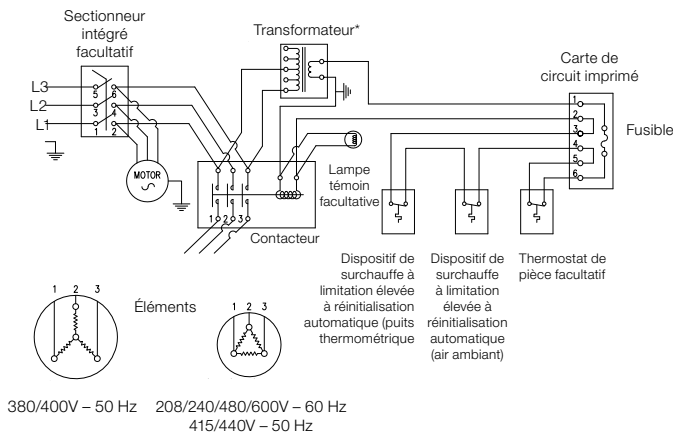 Sectionneur
intégré
facultatif
Transformateur*
Carte de
circuit imprimé
Fusible
L3
L2
L1
5 6
3 4
1 2
MOTOR
1
2
3
4
5
6
Lampe
témoin
facultative
1 2 3
Contacteur
Dispositif de
surchauffe à
limitation élevée
à réinitialisation
automatique (puits
thermométrique
Dispositif de
surchauffe
à limitation
élevée à
réinitialisation
automatique
(air ambiant)
Thermostat de
pièce facultatif
1 2 3
Éléments
1 2 3
380/400V – 50 Hz
208/240/480/600V – 60 Hz
415/440V – 50 Hz